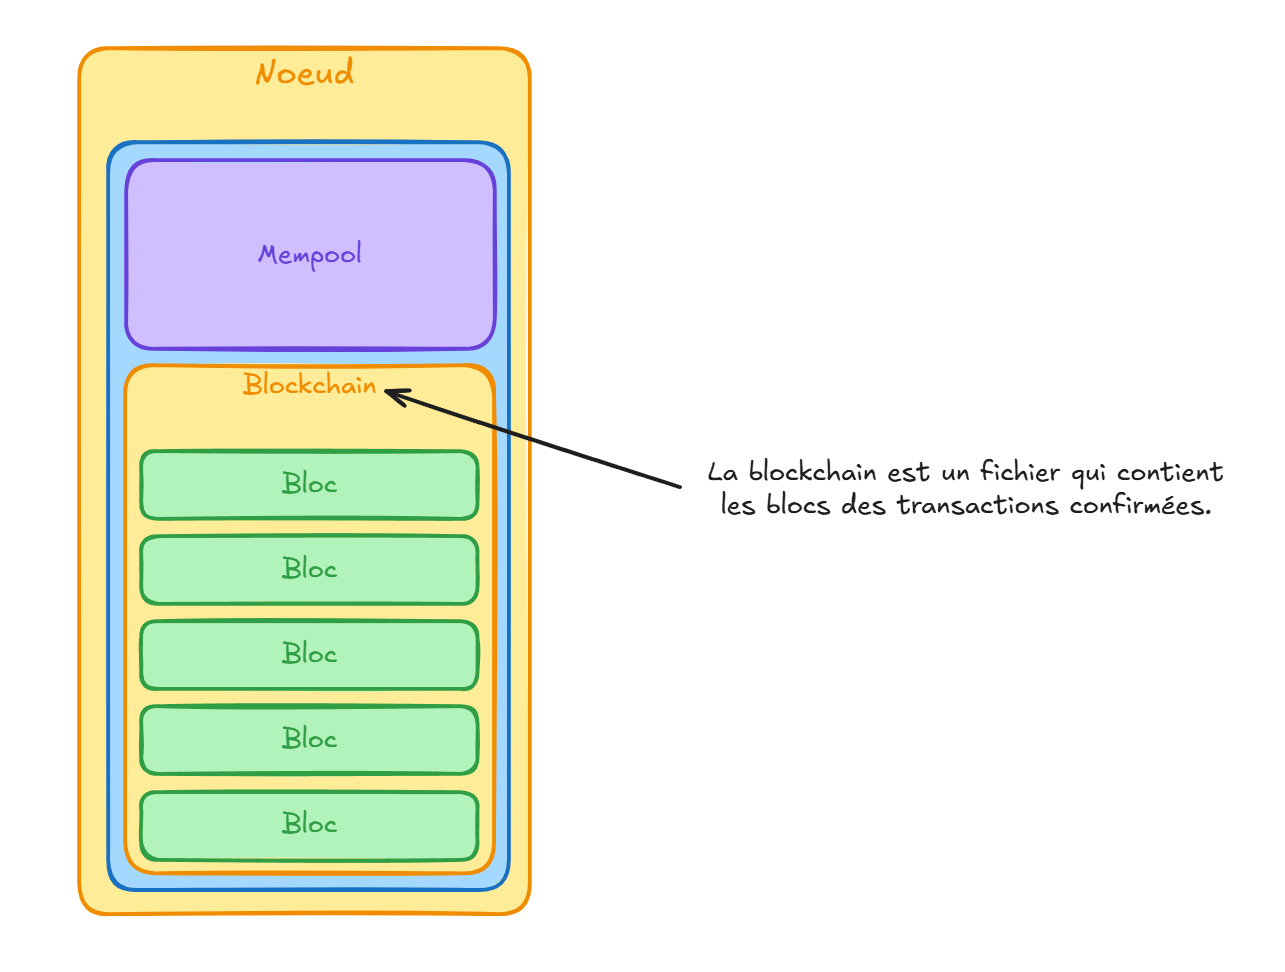 Noeud
Mempool
Blockchain
La blockchain est un fichier qui contient
les blocs des transactions confirmées.
Bloc
Bloc
Bloc
Bloc
Bloc